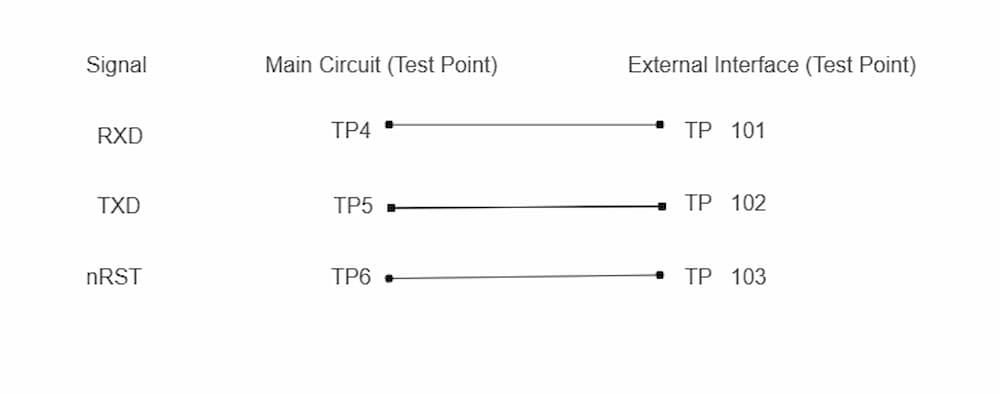 Signal Main Circuit (Test Point) External Interface (Test Point)
RXD TP4 TP 101
TXD TP5 TP 102
nRST TP6 TP 103